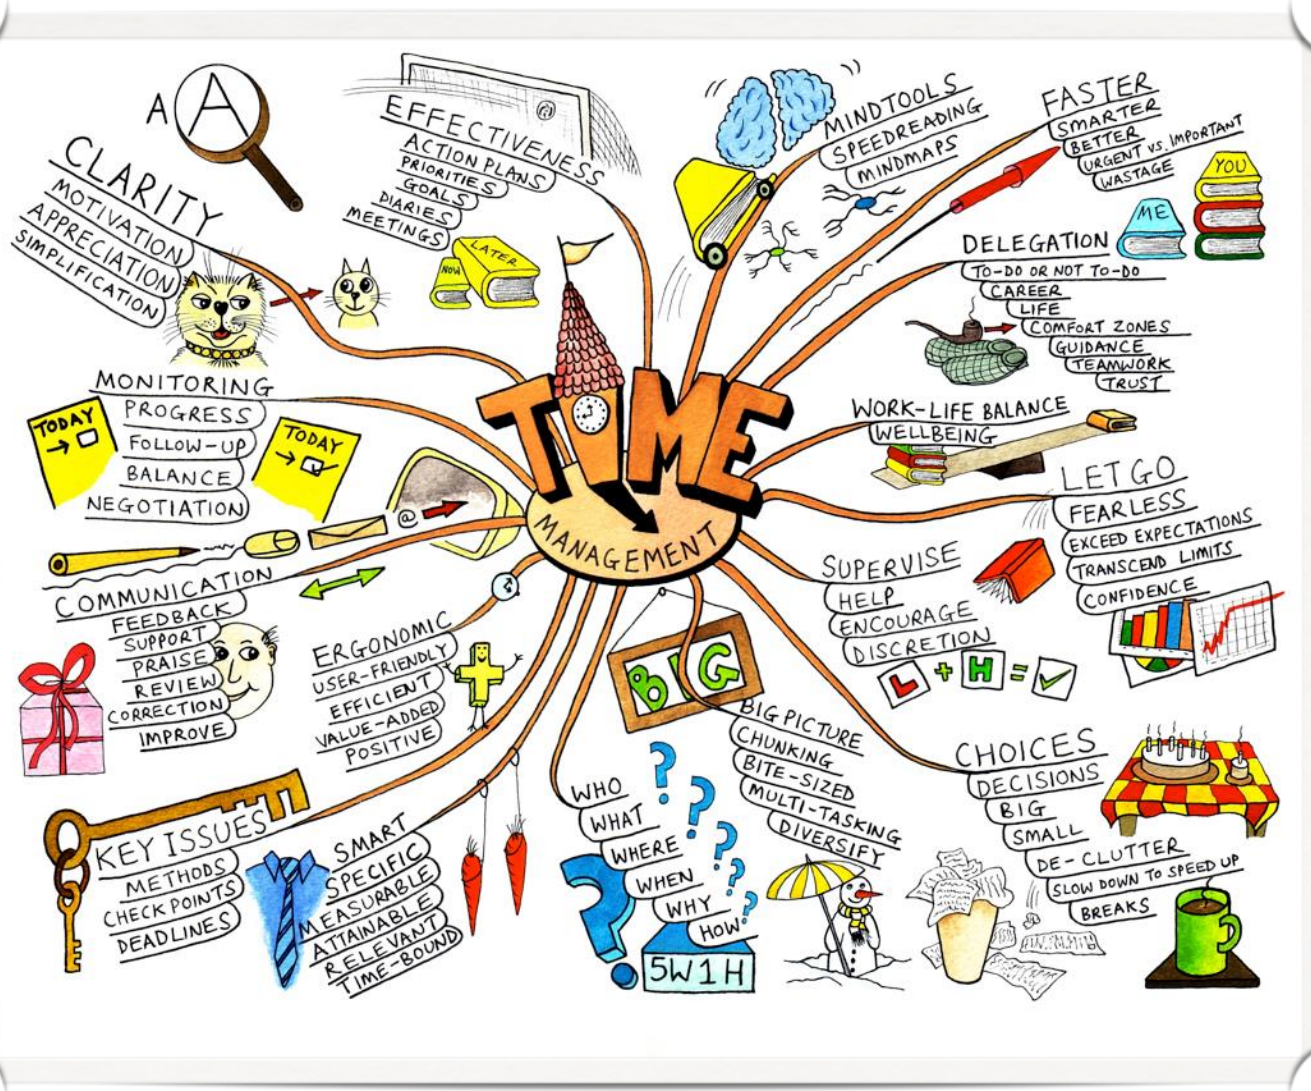 A
A
CLARITY
MOTIVATION
APPRECIATION
SIMPLIFICATION
EFFECTIVENESS
ACTION PLANS
PRIORITIES
GOALS
DIARIES
MEETINGS
NOW
LATER
MINDTOOLS
SPEEDREADING
MINDMAPS
FASTER
SMARTER
BETTER
URGENT VS. IMPORTANT
WASTAGE
YOU
ME
DELEGATION
TO-DO OR NOT TO-DO
CAREER
LIFE
COMFORT ZONES
GUIDANCE
TEAMWORK
TRUST
MONITORING
PROGRESS
FOLLOW-UP
BALANCE
NEGOTIATION
TODAY
TODAY
TIME
MANAGEMENT
WORK-LIFE BALANCE
WELLBEING
LET GO
FEARLESS
EXCEED EXPECTATIONS
TRANSCEND LIMITS
CONFIDENCE
@
COMMUNICATION
FEEDBACK
SUPPORT
PRAISE
REVIEW
CORRECTION
IMPROVE
ERGONOMIC
USER-FRIENDLY
EFFICIENT
VALUE-ADDED
POSITIVE
SUPERVISE
HELP
ENCOURAGE
DISCRETION
L + H =
BIG
BIG PICTURE
CHUNKING
BITE-SIZED
MULTI-TASKING
DIVERSIFY
CHOICES
DECISIONS
BIG
SMALL
DE-CLUTTER
SLOW DOWN TO SPEED UP
BREAKS
KEY ISSUES
METHODS
CHECKPOINTS
DEADLINES
SMART
SPECIFIC
MEASURABLE
ATTAINABLE
RELEVANT
TIME-BOUND
WHO
WHAT
WHERE
WHEN
WHY
HOW
? ? ? ? ? ? ?
5W1H